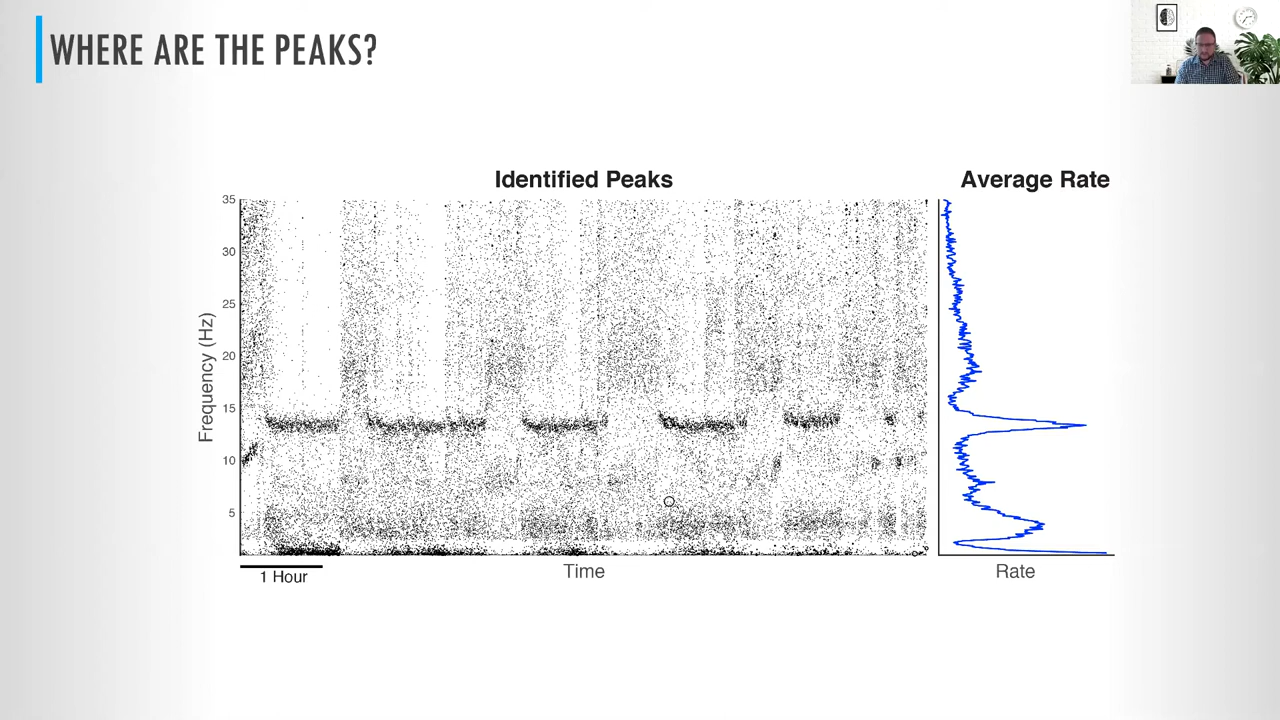 WHERE ARE THE PEAKS?
Identified Peaks
Average Rate
35
30
25
20
15
10
5
Frequency (Hz)
1 Hour
Time
Rate